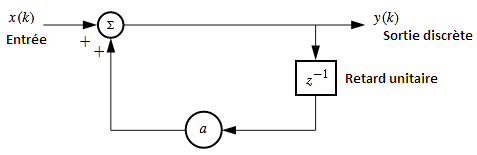 x(k)
Entrée
Σ
+
+
y(k)
Sortie discrète
z⁻¹
Retard unitaire
a